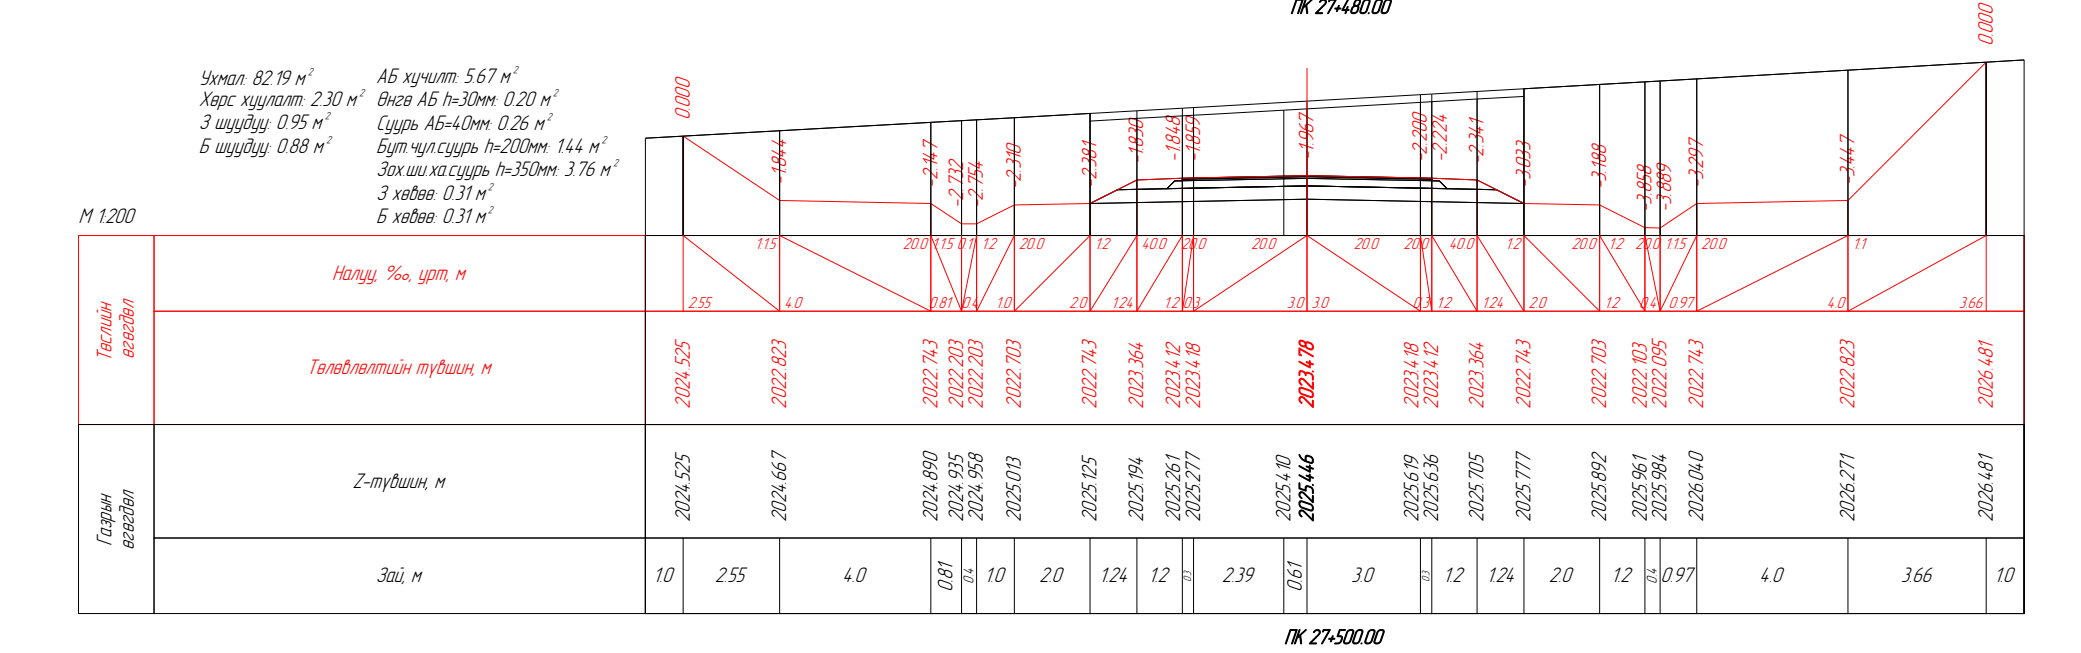 ПК 27+480.00
Ухмал: 82.19 м²
Хөрс хуулалт: 2.30 м²
З шуудуу: 0.95 м²
Б шуудуу: 0.88 м²
АБ хучилт: 5.67 м²
Өнгө АБ h=30мм: 0.20 м²
Суурь АБ=40мм: 0.26 м²
Бут.чул.суурь h=200мм: 1.44 м²
Зах.ши.ха.суурь h=350мм: 3.76 м²
З хөвөө: 0.31 м²
Б хөвөө: 0.31 м²
М 1:200
0.000 -1.844 -2.147 -2.732 -2.754 -2.310 -2.381 -1.830 -1.848 -1.859 -1.967 -2.200 -2.224 -2.341 -3.033 -3.188 -3.858 -3.889 -3.297 -3.447 0.000
Төслийн өгөгдөл
Налуу, ‰, урт, м
1:1.5 20.0 1:1.5 0.1 1:2 20.0 1:2 40.0 20.0 20.0 20.0 20.0 40.0 1:2 20.0 1:2 20.0 1:1.5 20.0 1:1
2.55 4.0 0.81 0.4 1.0 2.0 1.24 1.2 0.3 3.0 3.0 0.3 1.2 1.24 2.0 1.2 0.4 0.97 4.0 3.66
Төлөвлөлтийн түвшин, м
2024.525 2022.823 2022.743 2022.203 2022.203 2022.703 2022.743 2023.364 2023.412 2023.418 2023.478 2023.418 2023.412 2023.364 2022.743 2022.703 2022.103 2022.095 2022.743 2022.823 2026.481
Газрын өгөгдөл
Z-түвшин, м
2024.525 2024.667 2024.890 2024.935 2024.958 2025.013 2025.125 2025.194 2025.261 2025.277 2025.410 2025.446 2025.619 2025.636 2025.705 2025.777 2025.892 2025.961 2025.984 2026.040 2026.271 2026.481
Зай, м
1.0 2.55 4.0 0.81 0.4 1.0 2.0 1.24 1.2 0.3 2.39 0.61 3.0 0.3 1.2 1.24 2.0 1.2 0.4 0.97 4.0 3.66 1.0
ПК 27+500.00